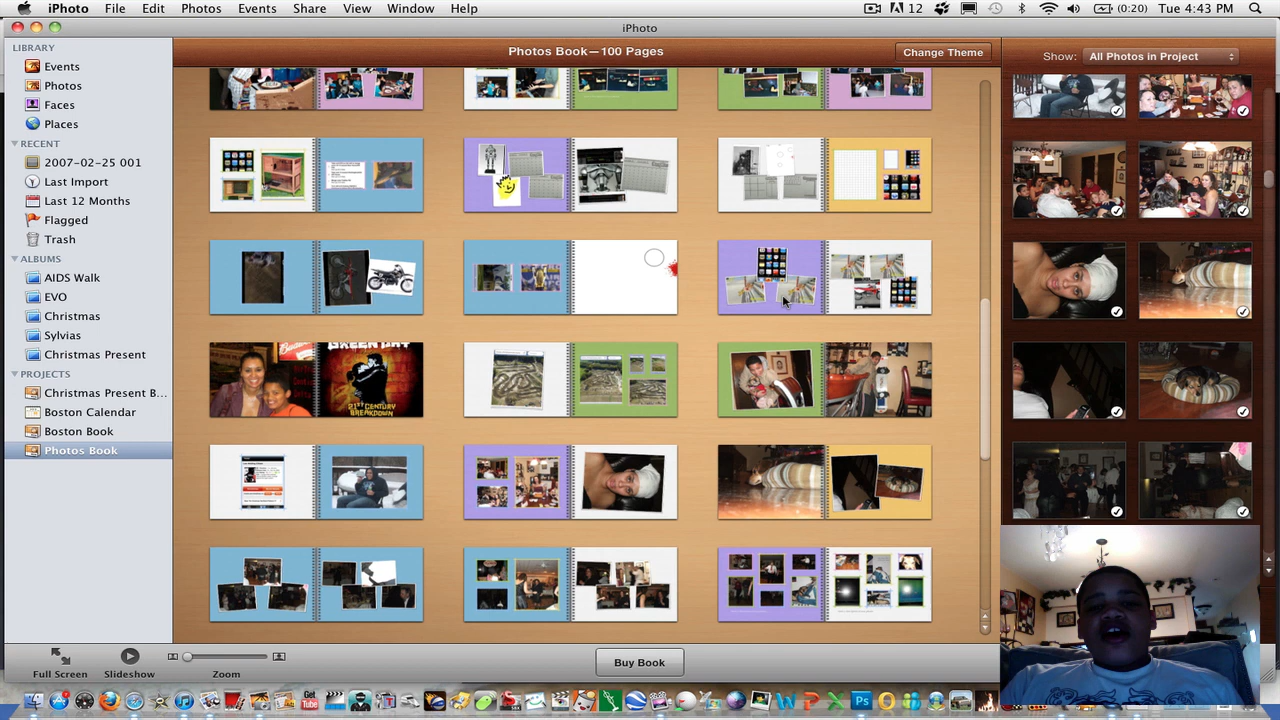 iPhoto File Edit Photos Events Share View Window Help
12 (0:20) Tue 4:43 PM
iPhoto
LIBRARY
Events
Photos
Faces
Places
RECENT
2007-02-25 001
Last Import
Last 12 Months
Flagged
Trash
ALBUMS
AIDS Walk
EVO
Christmas
Sylvias
Christmas Present
PROJECTS
Christmas Present B...
Boston Calendar
Boston Book
Photos Book
Photos Book—100 Pages
Change Theme
Show: All Photos in Project
GREEN DAY
21ST CENTURY
BREAKDOWN
Full Screen
Slideshow
Zoom
Buy Book
Get
Tube
Ps